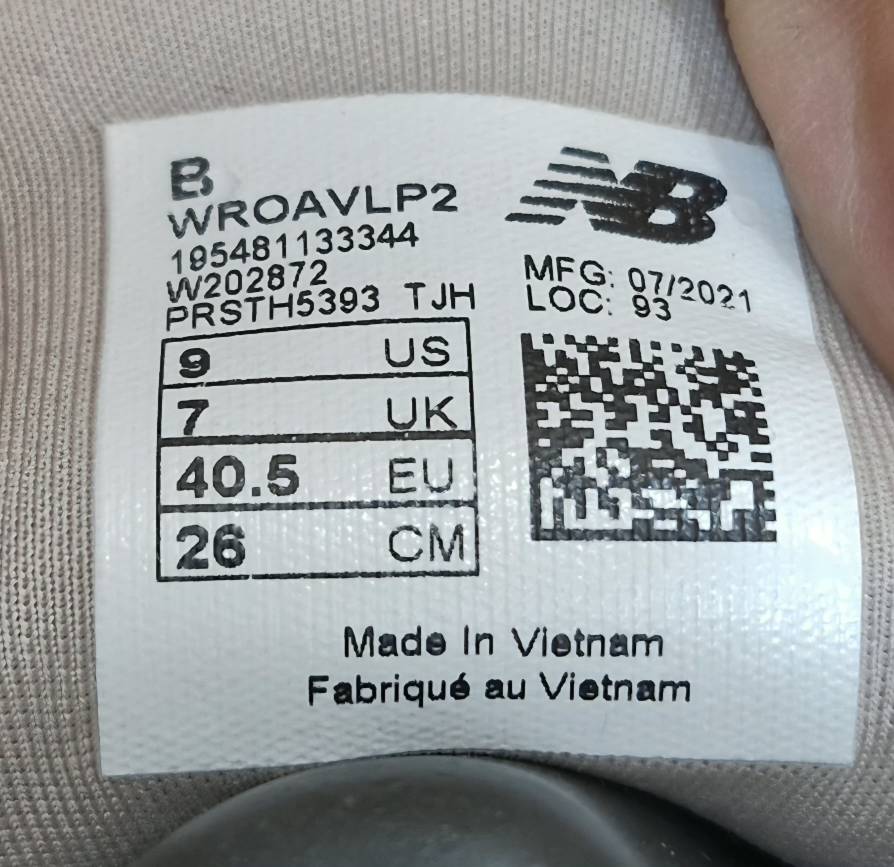 B
WROAVLP2
195481133344
W202872
PRSTH5393 TJH
9 US
7 UK
40.5 EU
26 CM
NB
MFG: 07/2021
LOC: 93
Made In Vietnam
Fabriqué au Vietnam